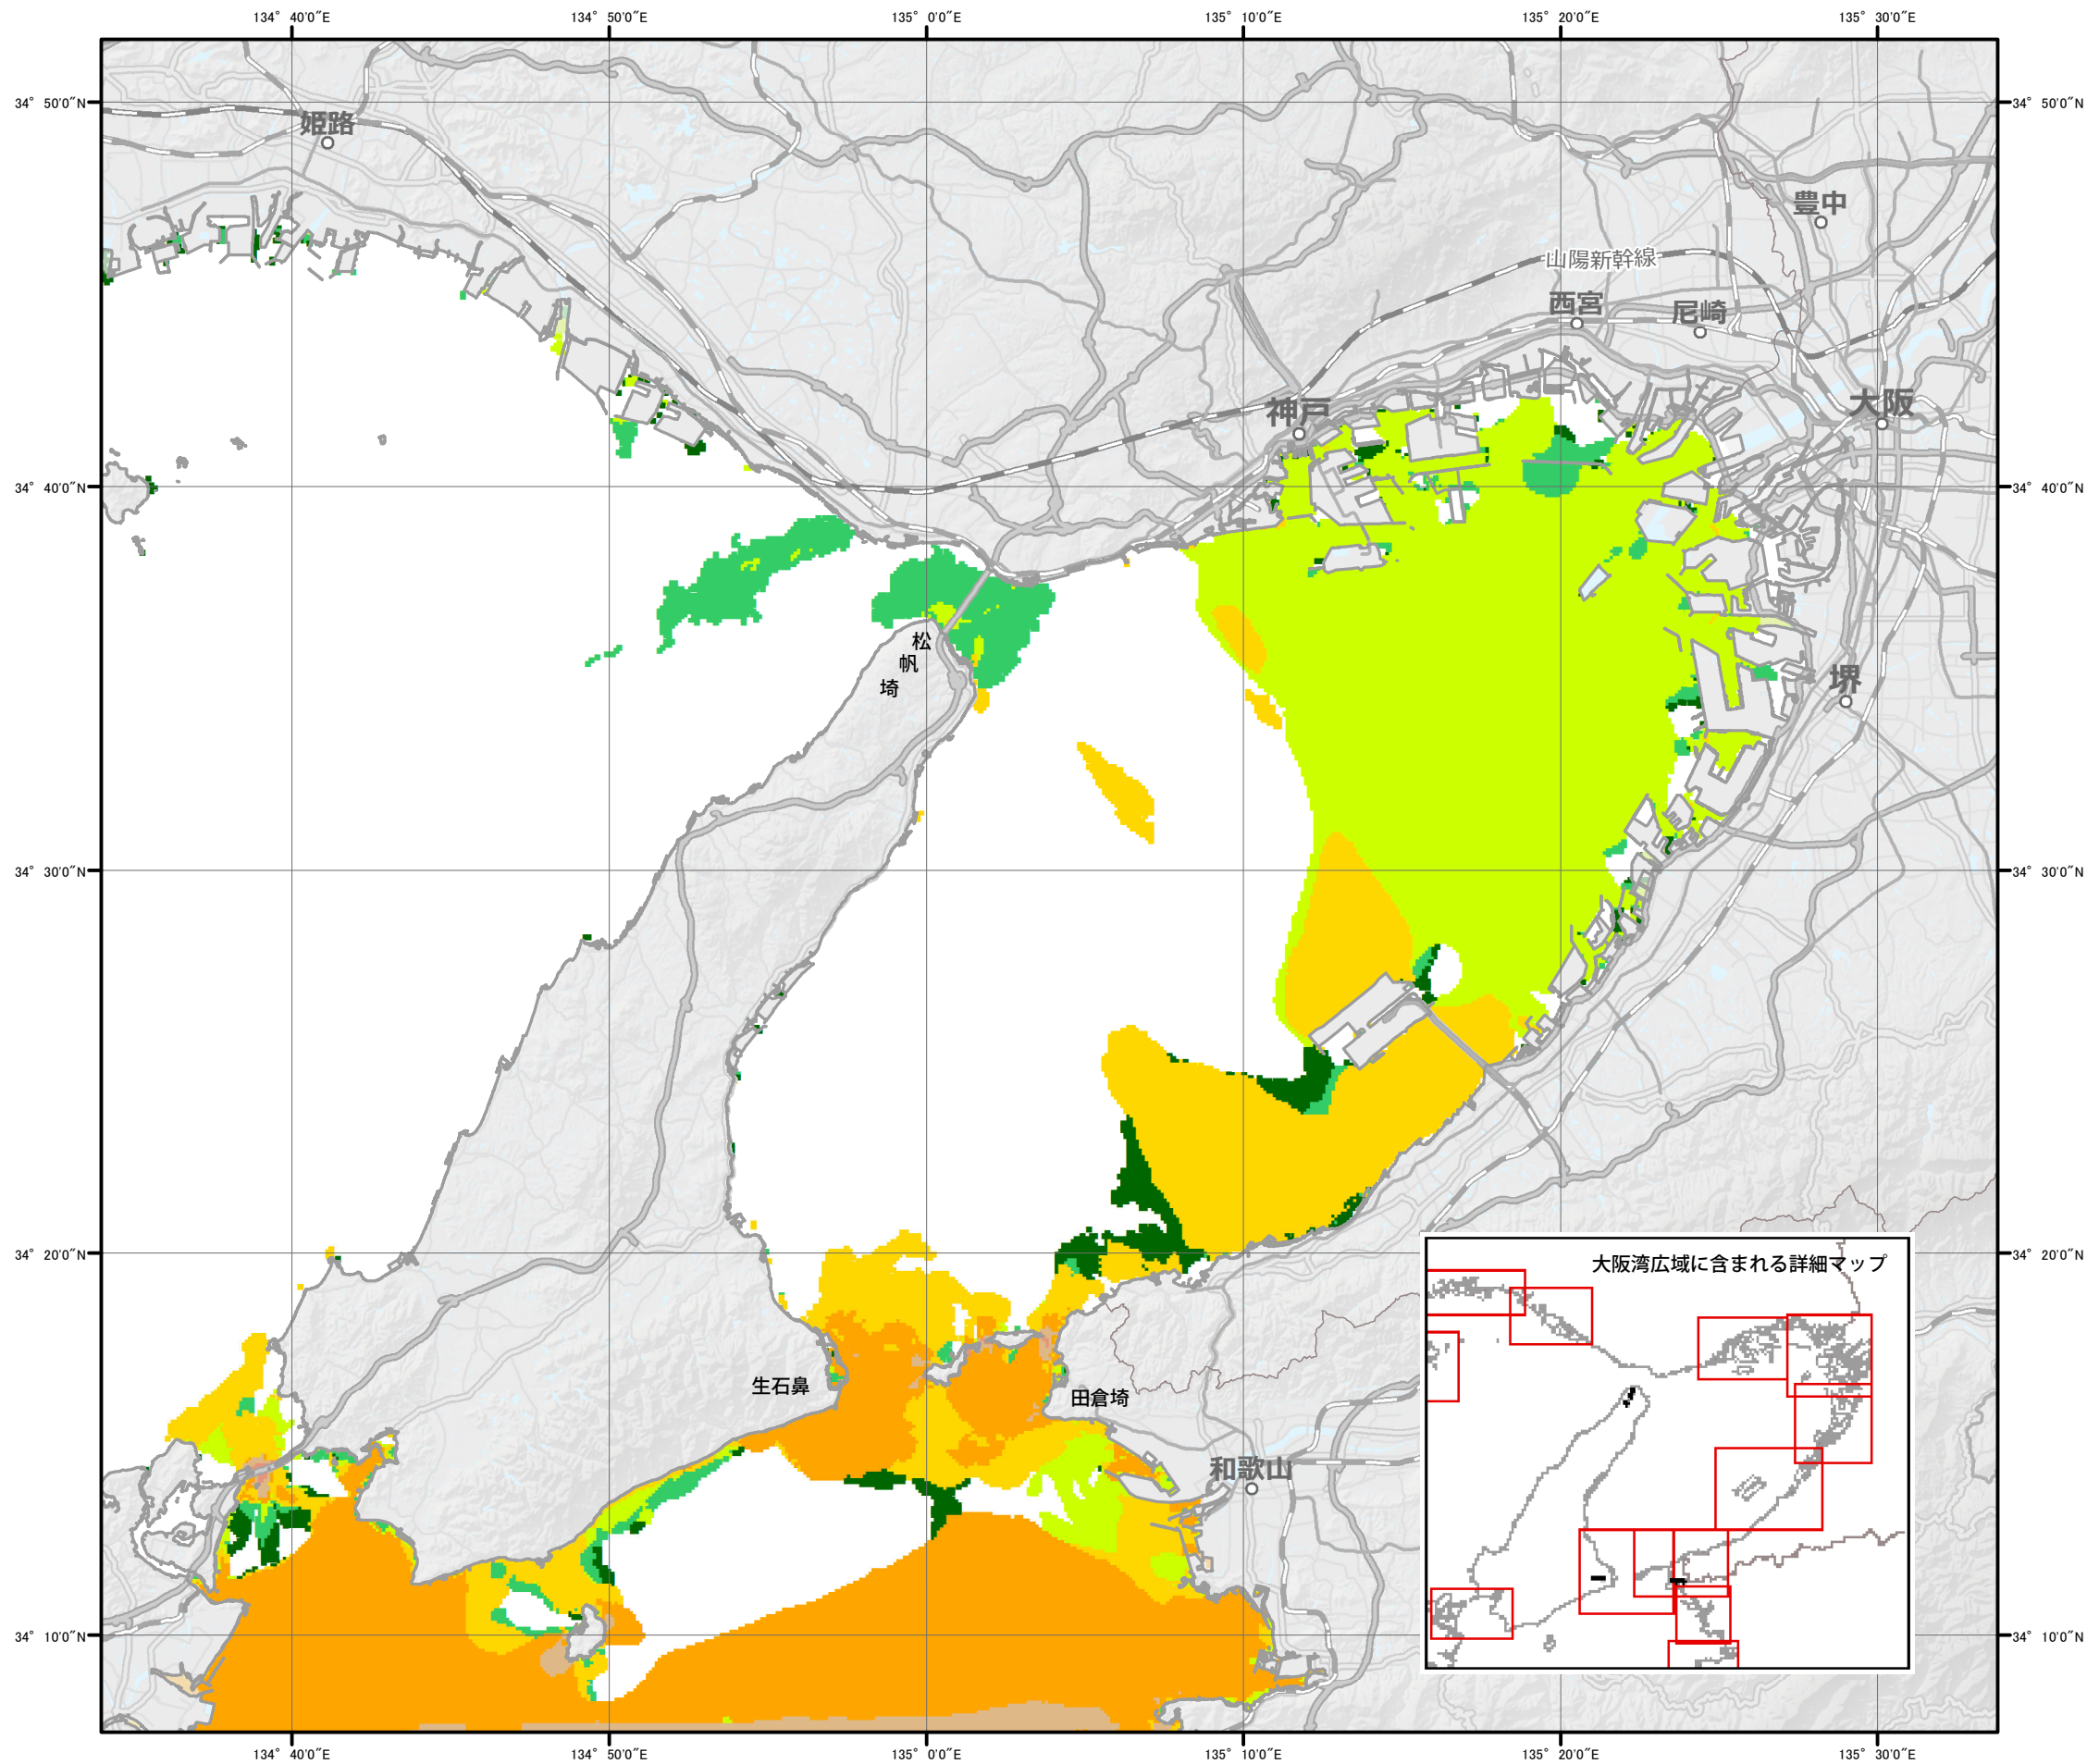 134° 40'0"E
134° 50'0"E
135° 0'0"E
135° 10'0"E
135° 20'0"E
135° 30'0"E
34° 50'0"N
34° 50'0"N
姫路
豊中
山陽新幹線
西宮
尼崎
神戸
大阪
34° 40'0"N
34° 40'0"N
松
帆
埼
堺
34° 30'0"N
34° 30'0"N
34° 20'0"N
34° 20'0"N
大阪湾広域に含まれる詳細マップ
生石鼻
田倉埼
和歌山
34° 10'0"N
34° 10'0"N
134° 40'0"E
134° 50'0"E
135° 0'0"E
135° 10'0"E
135° 20'0"E
135° 30'0"E